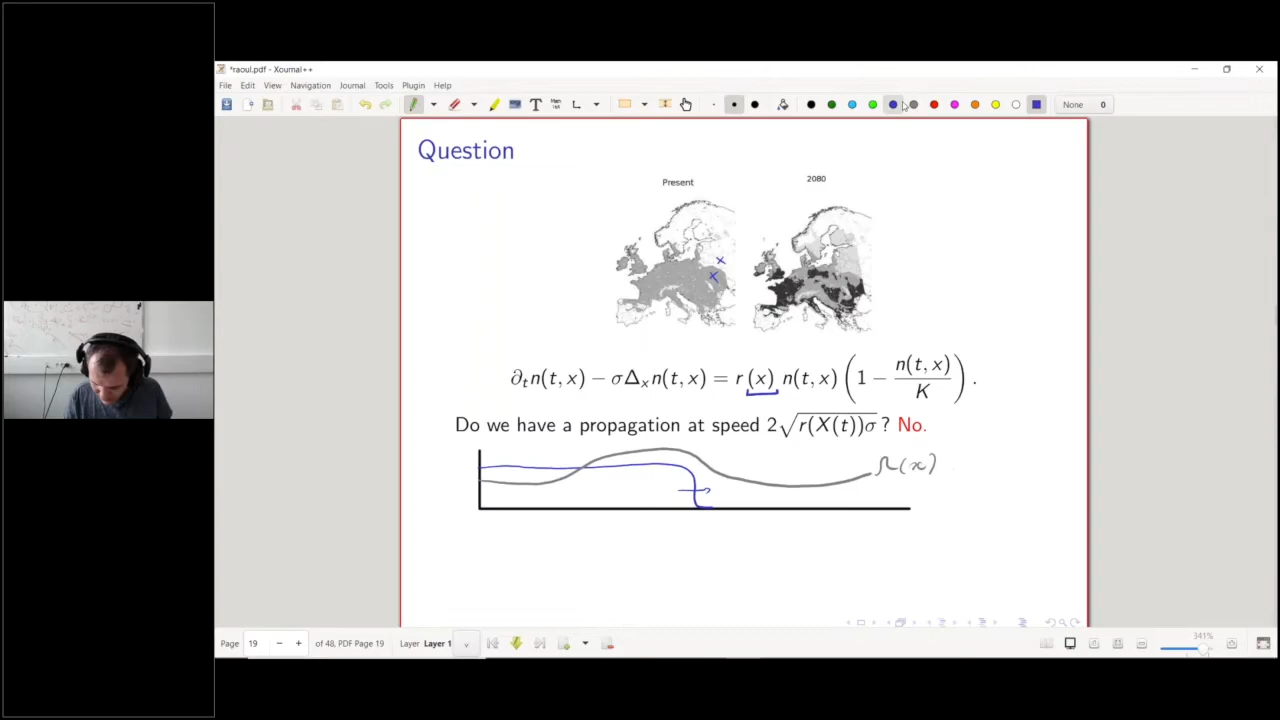 *raoul.pdf - Xournal++
File Edit View Navigation Journal Tools Plugin Help
None 0
Question
Present 2080
∂ₜn(t, x) − σΔₓn(t, x) = r (x) n(t, x) (1 − n(t, x)/K).
Do we have a propagation at speed 2√(r(X(t))σ) ? No.
r(x)
Page 19 − + of 48, PDF Page 19 Layer Layer 1 341%